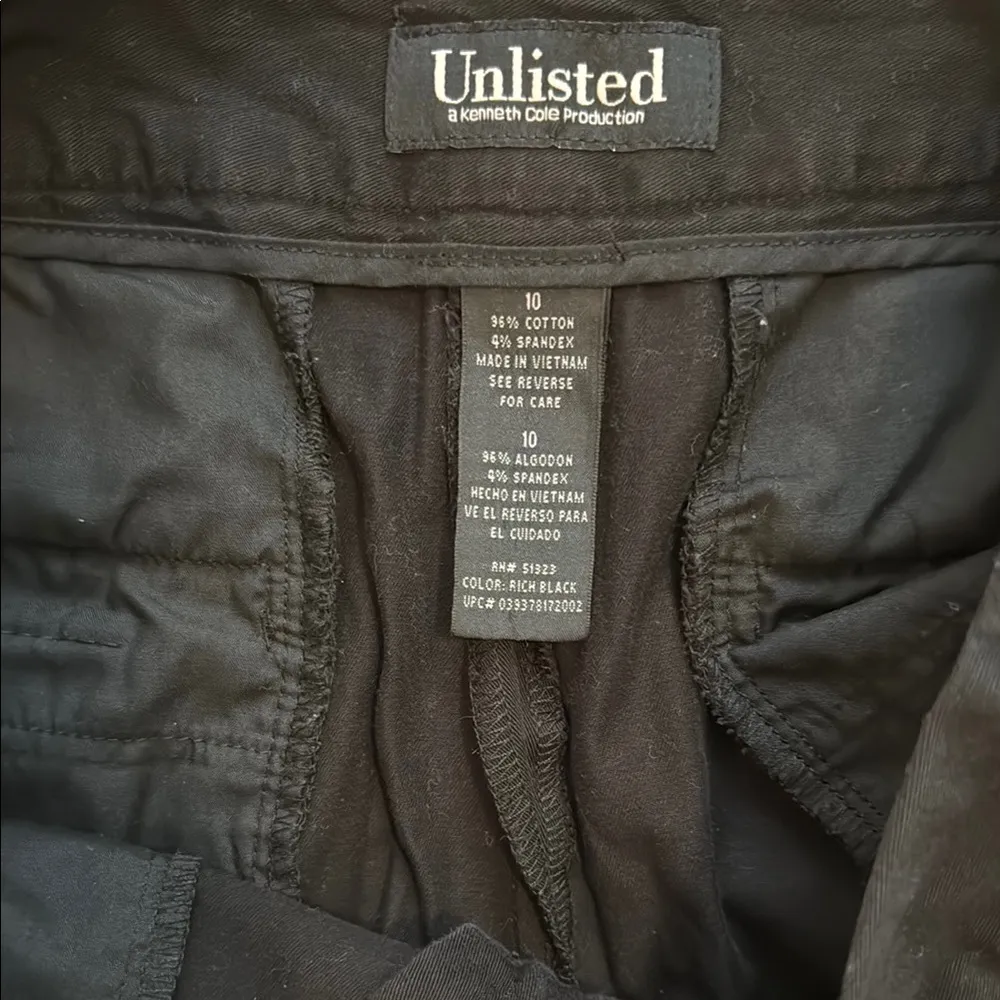 Unlisted
a Kenneth Cole Production
10
96% COTTON
4% SPANDEX
MADE IN VIETNAM
SEE REVERSE
FOR CARE
10
96% ALGODON
4% SPANDEX
HECHO EN VIETNAM
VE EL REVERSO PARA
EL CUIDADO
RN# 51323
COLOR: RICH BLACK
UPC# 039378172002